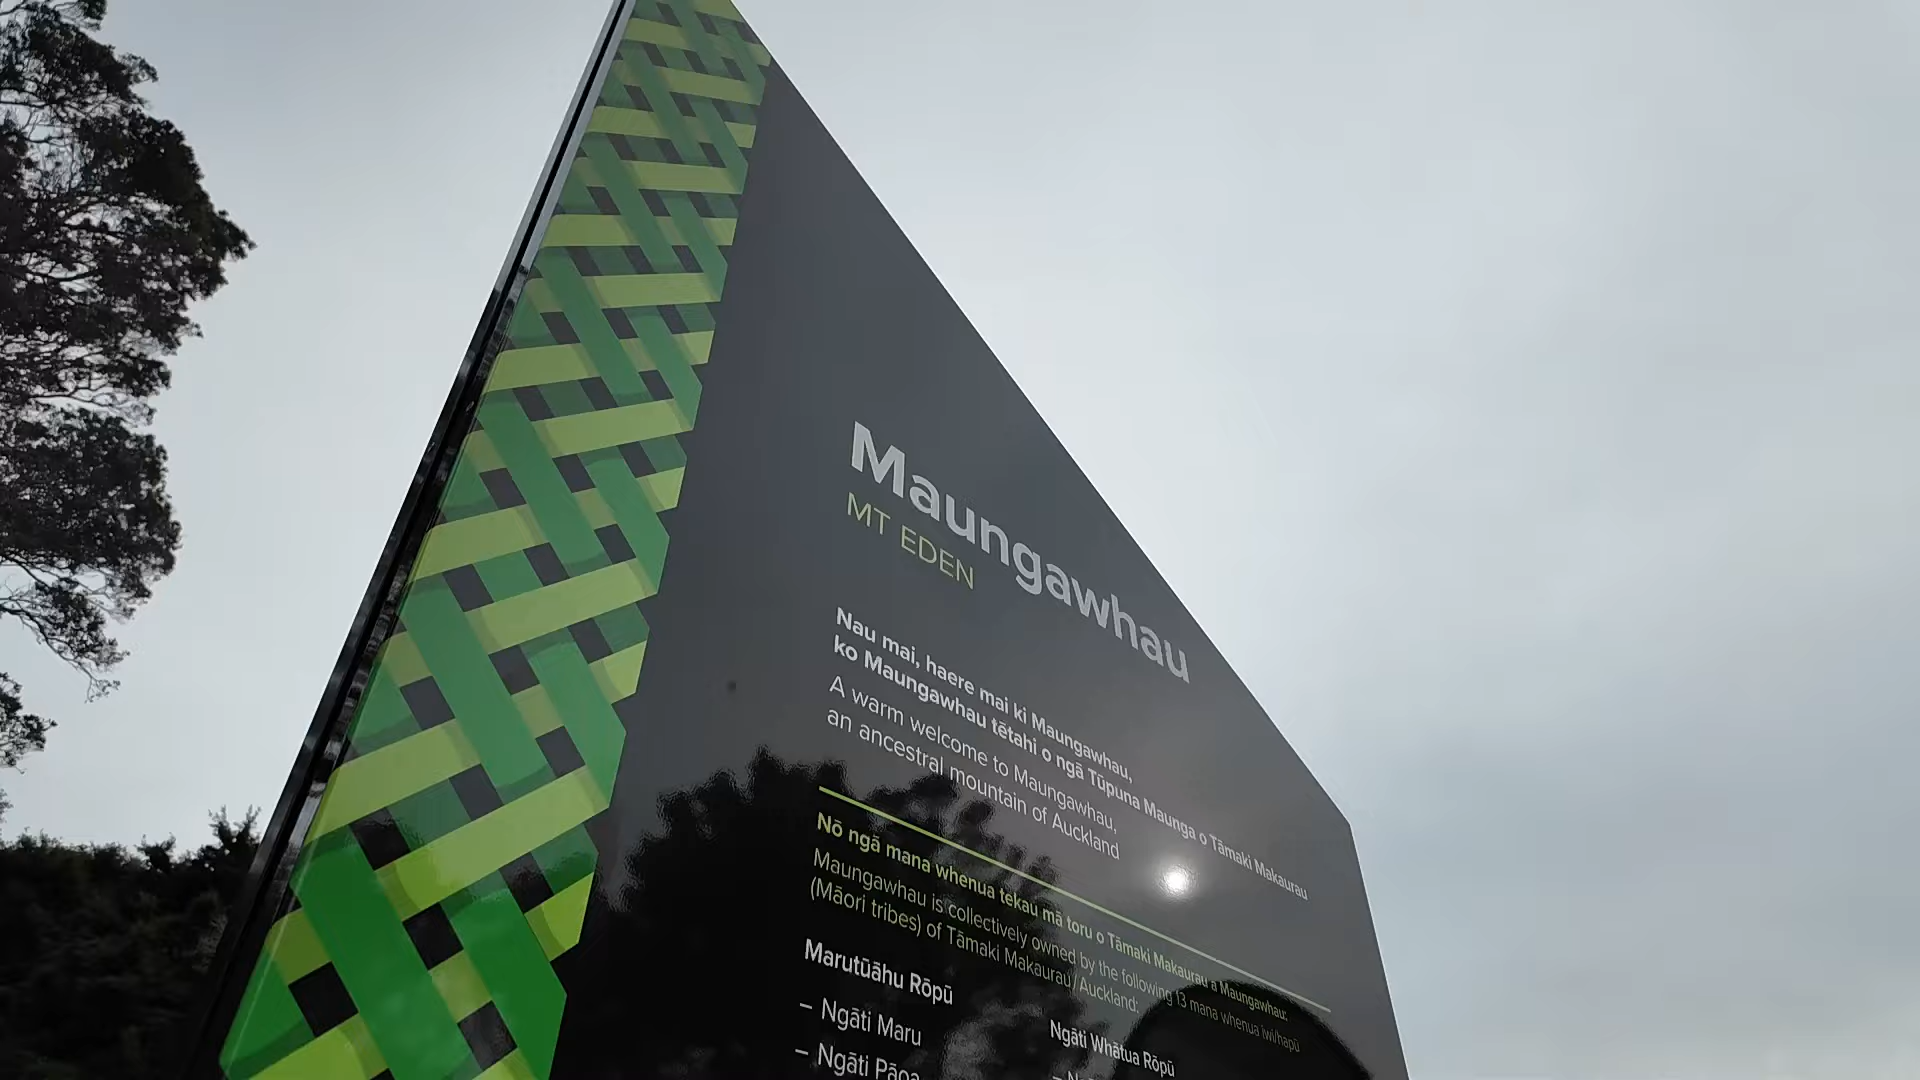 Maungawhau
MT EDEN
Nau mai, haere mai ki Maungawhau,
ko Maungawhau tētahi o ngā Tūpuna Maunga o Tāmaki Makaurau
A warm welcome to Maungawhau,
an ancestral mountain of Auckland
Nō ngā mana whenua tekau mā toru o Tāmaki Makaurau a Maungawhau:
Maungawhau is collectively owned by the following 13 mana whenua iwi/hapū
(Māori tribes) of Tāmaki Makaurau/Auckland:
Marutūāhu Rōpū
– Ngāti Maru
– Ngāti Pāoa
Ngāti Whātua Rōpū